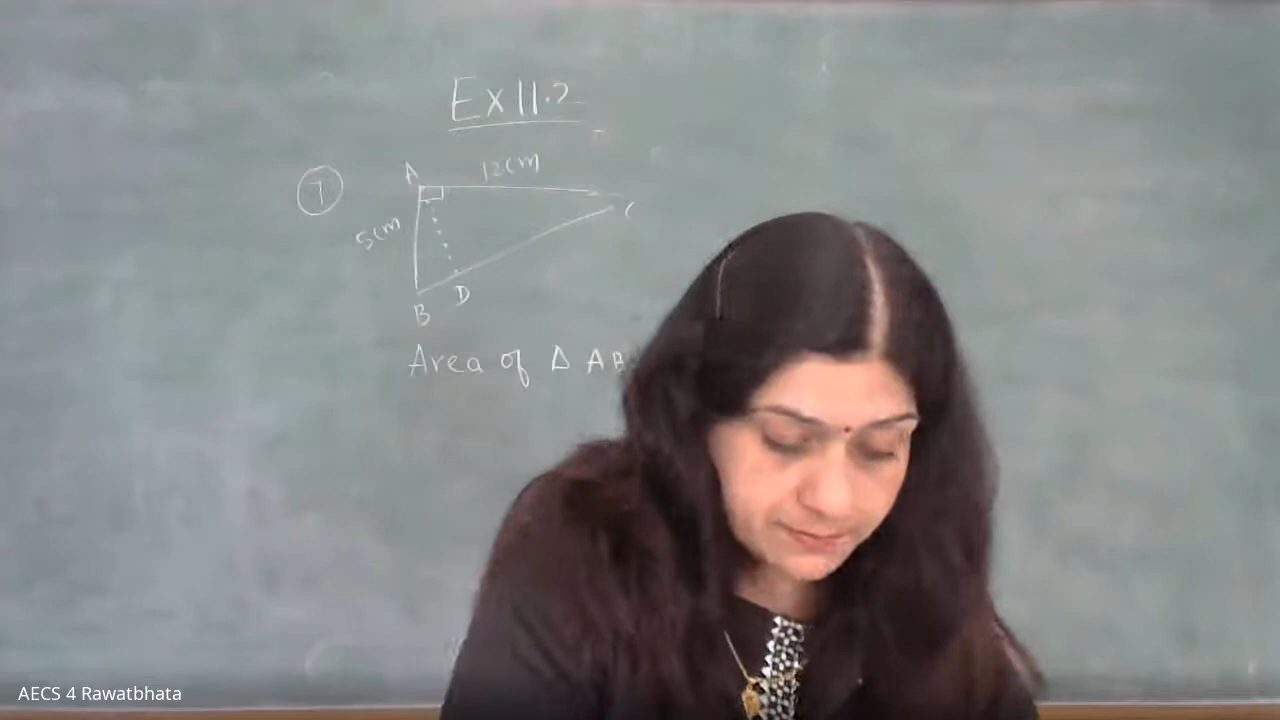 Ex 11.2
7
A
12cm
C
5cm
B
D
Area of Δ AB
AECS 4 Rawatbhata